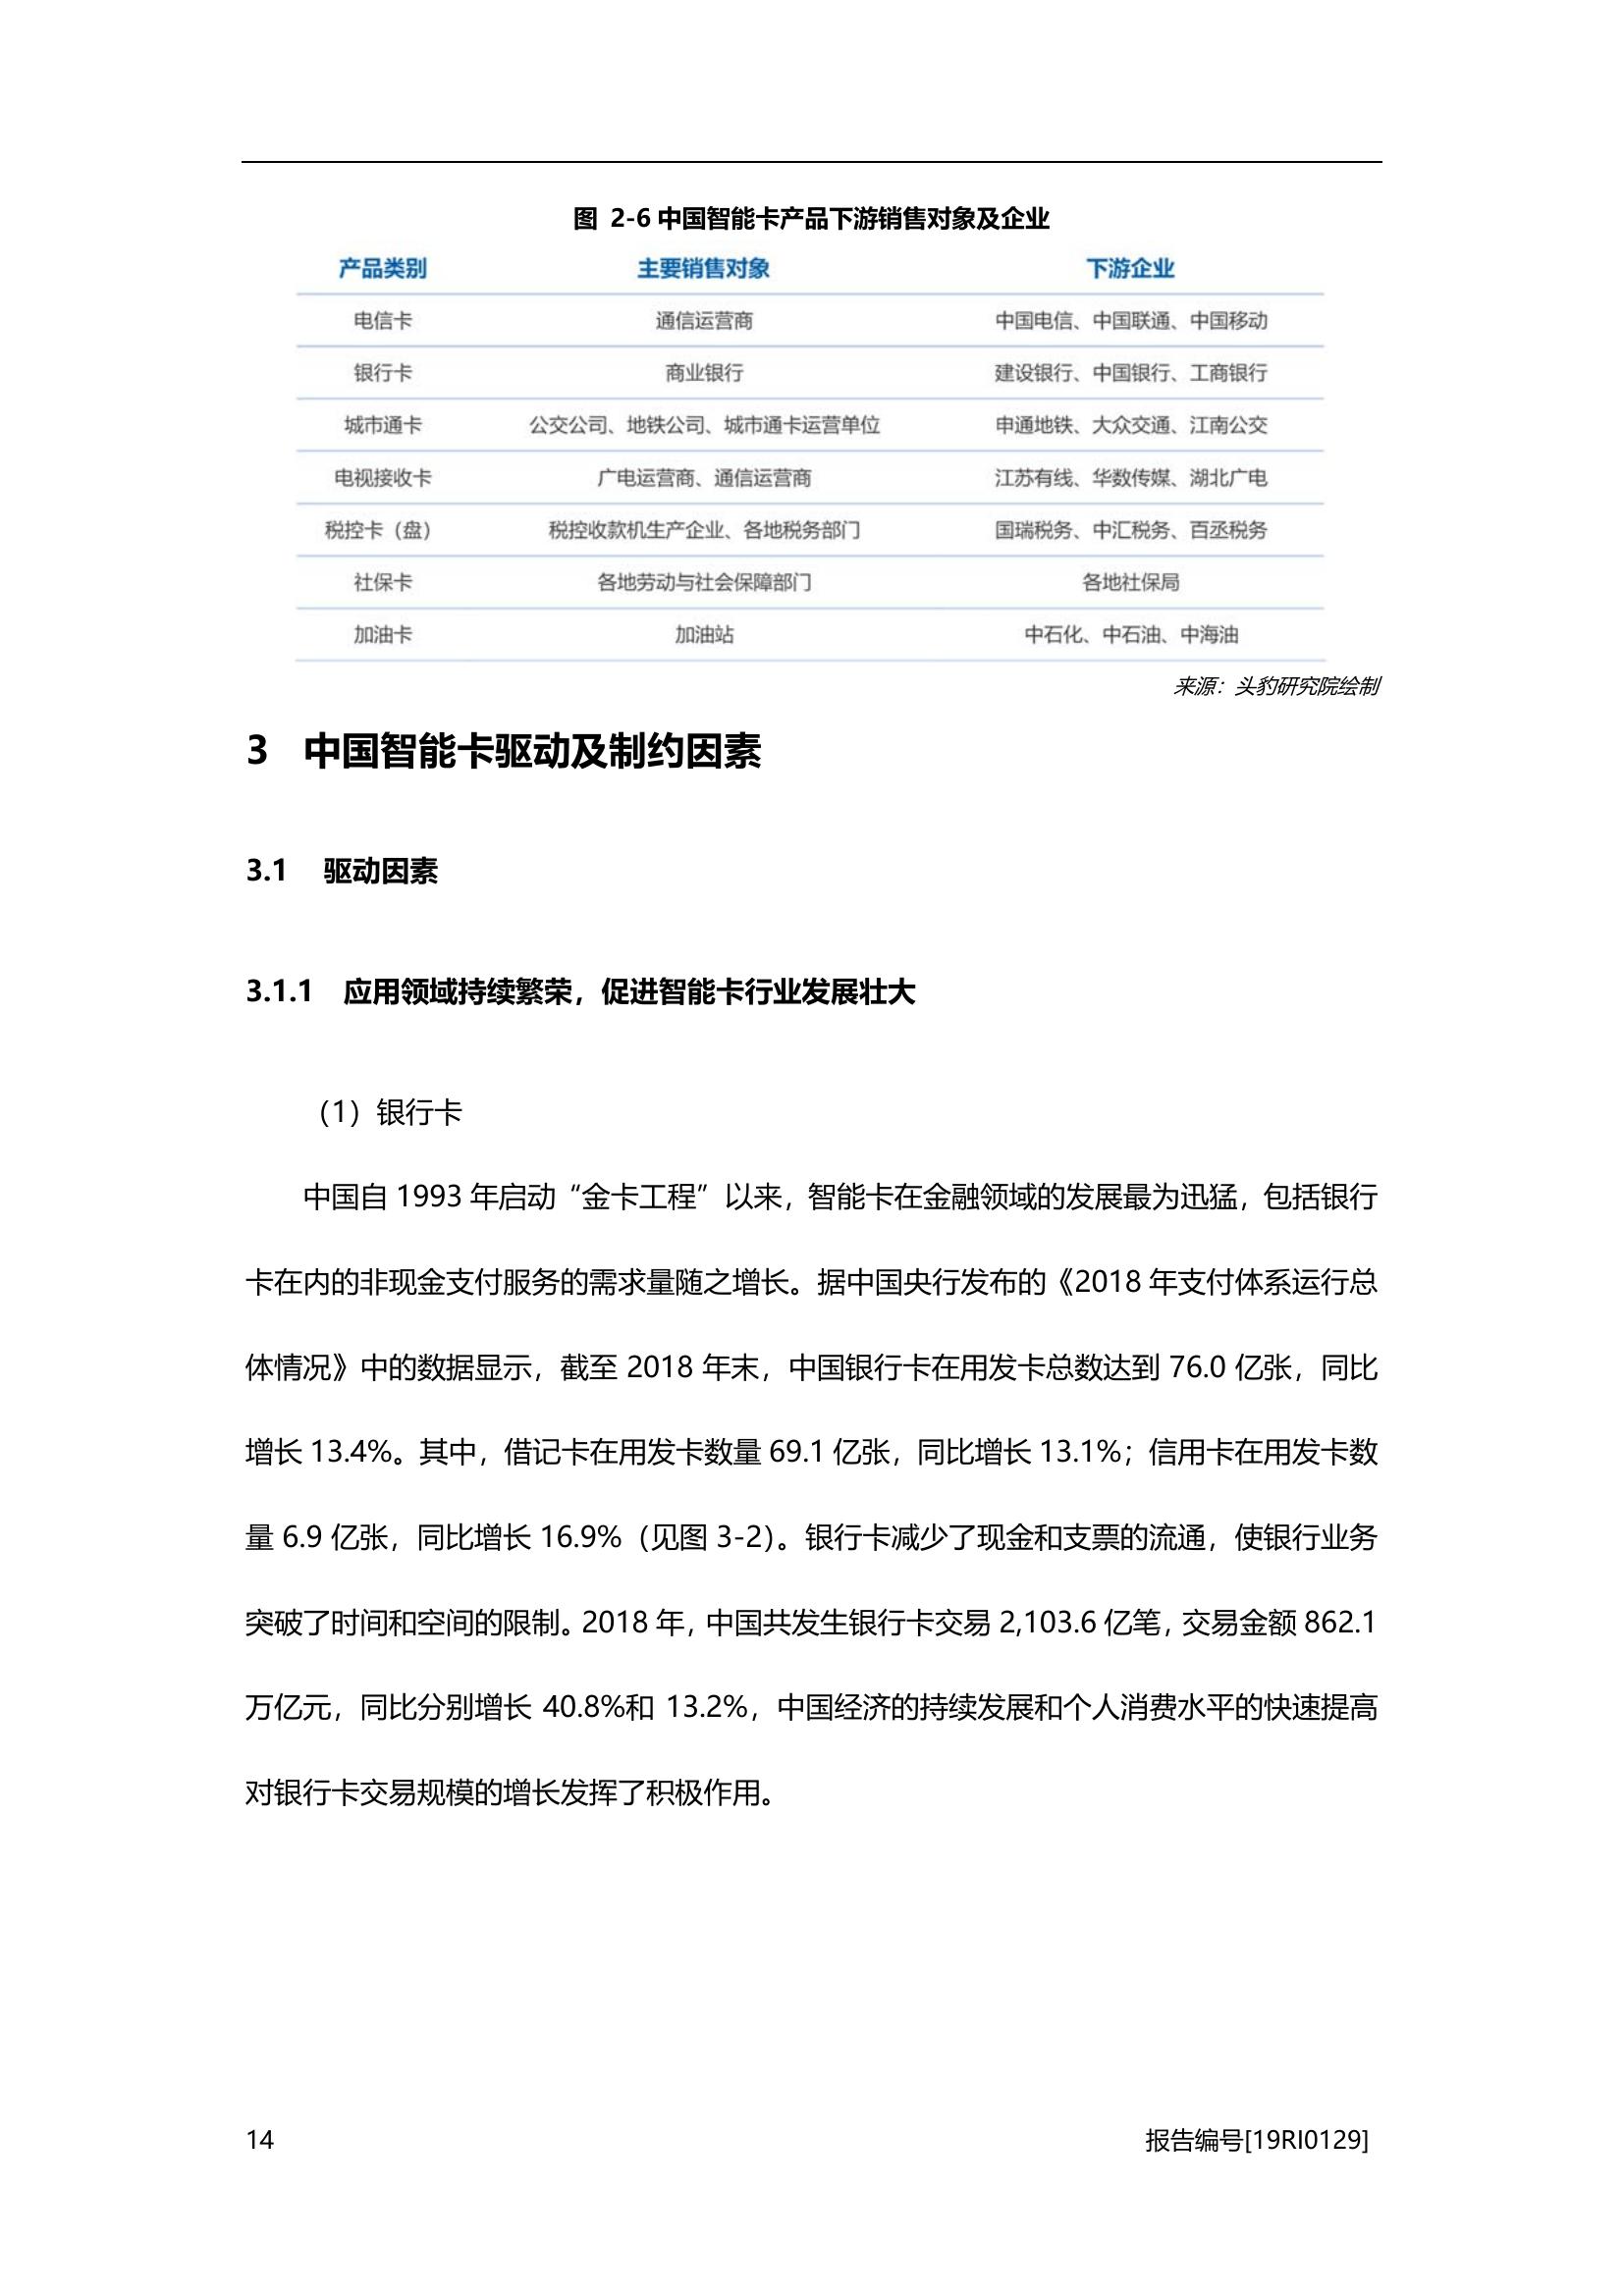 图 2-6 中国智能卡产品下游销售对象及企业
产品类别 主要销售对象 下游企业
电信卡 通信运营商 中国电信、中国联通、中国移动
银行卡 商业银行 建设银行、中国银行、工商银行
城市通卡 公交公司、地铁公司、城市通卡运营单位 申通地铁、大众交通、江南公交
电视接收卡 广电运营商、通信运营商 江苏有线、华数传媒、湖北广电
税控卡（盘） 税控收款机生产企业、各地税务部门 国瑞税务、中汇税务、百丞税务
社保卡 各地劳动与社会保障部门 各地社保局
加油卡 加油站 中石化、中石油、中海油
来源：头豹研究院绘制
3 中国智能卡驱动及制约因素
3.1 驱动因素
3.1.1 应用领域持续繁荣，促进智能卡行业发展壮大
（1）银行卡
中国自 1993 年启动“金卡工程”以来，智能卡在金融领域的发展最为迅猛，包括银行
卡在内的非现金支付服务的需求量随之增长。据中国央行发布的《2018 年支付体系运行总
体情况》中的数据显示，截至 2018 年末，中国银行卡在用发卡总数达到 76.0 亿张，同比
增长 13.4%。其中，借记卡在用发卡数量 69.1 亿张，同比增长 13.1%；信用卡在用发卡数
量 6.9 亿张，同比增长 16.9%（见图 3-2）。银行卡减少了现金和支票的流通，使银行业务
突破了时间和空间的限制。2018 年，中国共发生银行卡交易 2,103.6 亿笔，交易金额 862.1
万亿元，同比分别增长 40.8%和 13.2%，中国经济的持续发展和个人消费水平的快速提高
对银行卡交易规模的增长发挥了积极作用。
14 报告编号[19RI0129]